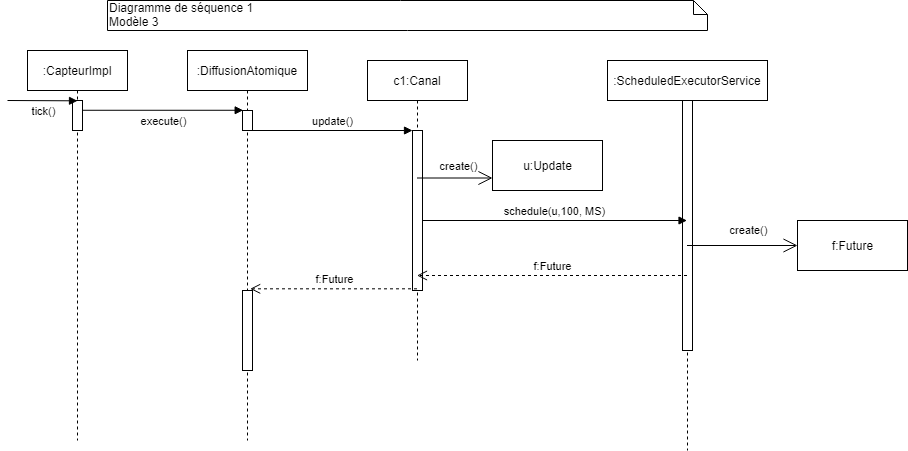 Diagramme de séquence 1
Modèle 3
:CapteurImpl
:DiffusionAtomique
c1:Canal
:ScheduledExecutorService
tick()
execute()
update()
create()
u:Update
schedule(u,100, MS)
create()
f:Future
f:Future
f:Future